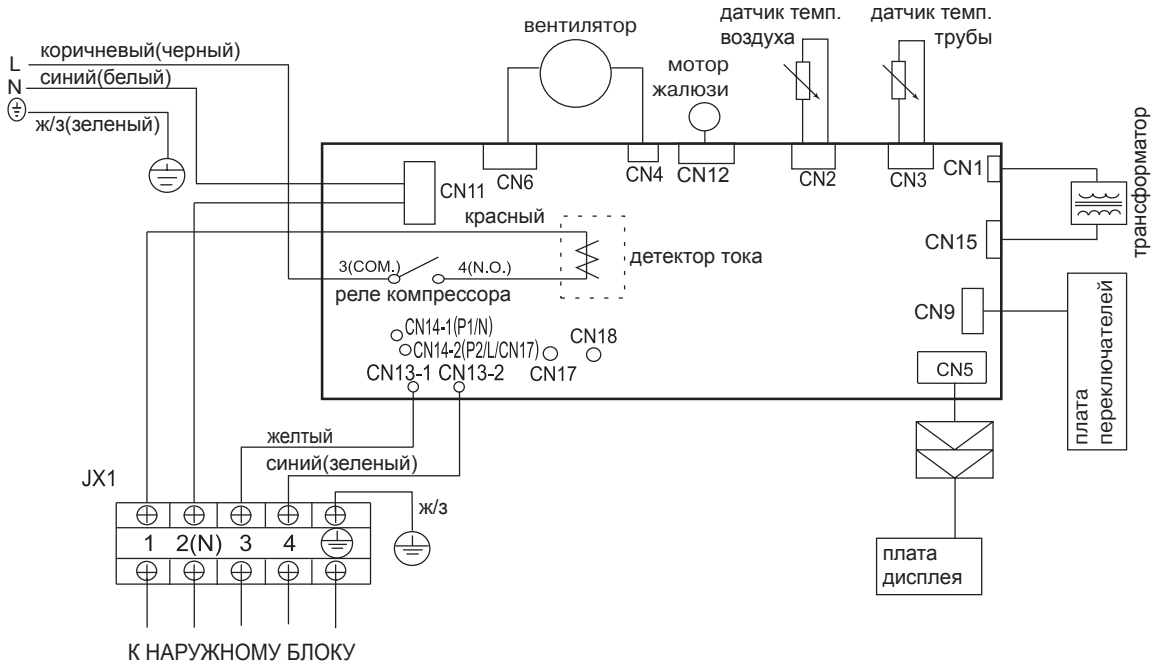 вентилятор
датчик темп.
воздуха
датчик темп.
трубы
L
коричневый(черный)
N
синий(белый)
ж/з(зеленый)
мотор
жалюзи
CN6
CN4
CN12
CN2
CN3
CN1
трансформатор
CN11
красный
CN15
детектор тока
3(COM.)
4(N.O.)
реле компрессора
CN9
плата
переключателей
CN14-1(P1/N)
CN14-2(P2/L/CN17)
CN18
CN17
CN13-1
CN13-2
CN5
желтый
синий(зеленый)
JX1
ж/з
1
2(N)
3
4
плата
дисплея
К НАРУЖНОМУ БЛОКУ